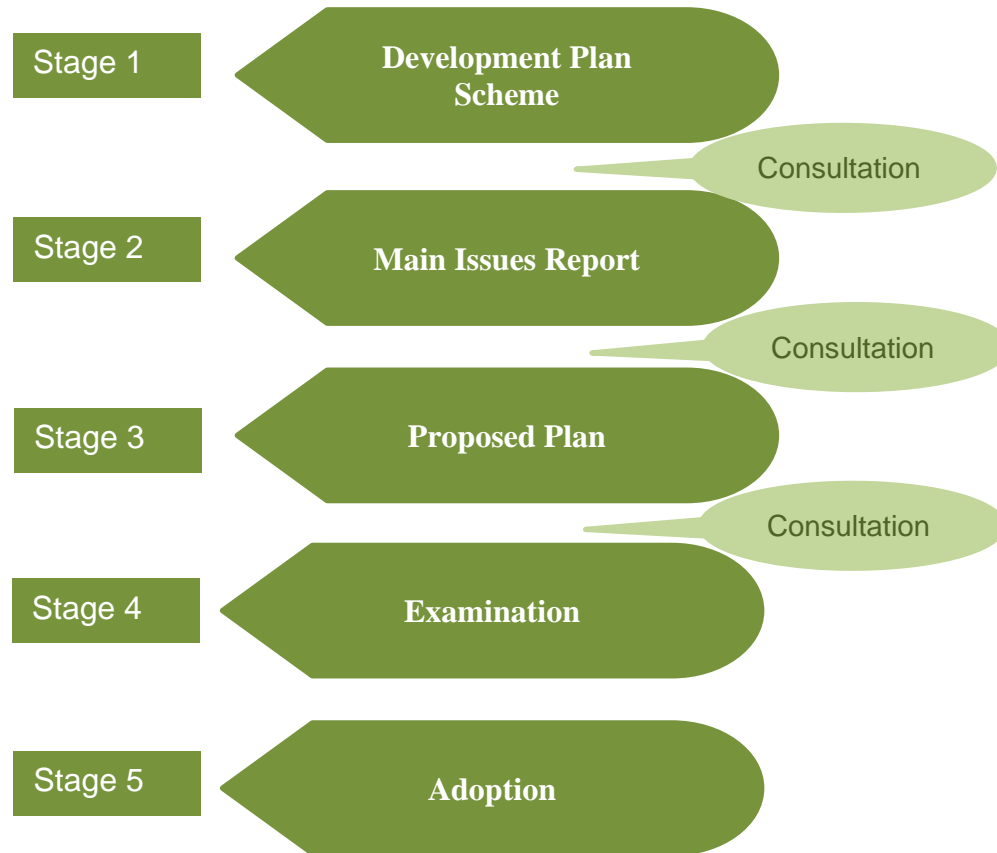 Stage 1
Development Plan
Scheme
Consultation
Stage 2
Main Issues Report
Consultation
Stage 3
Proposed Plan
Consultation
Stage 4
Examination
Stage 5
Adoption